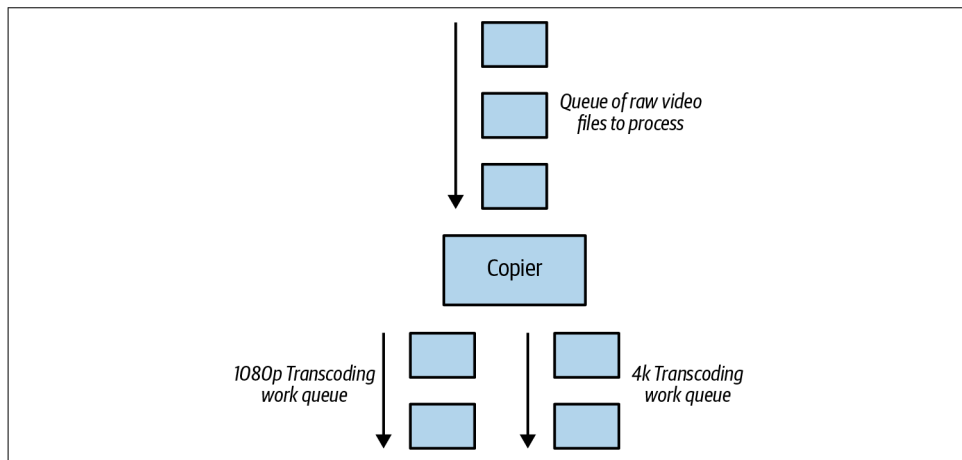 Queue of raw video
files to process
Copier
1080p Transcoding
work queue
4k Transcoding
work queue